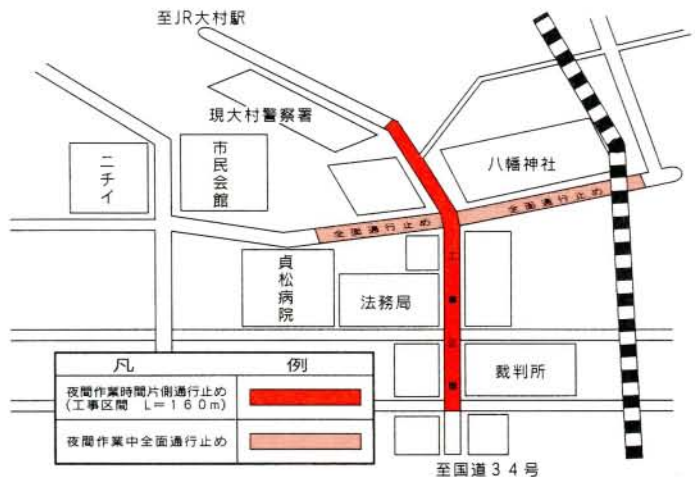 至JR大村駅
現大村警察署
市民会館
ニチイ
八幡神社
全面通行止め
全面通行止め
工事区間
貞松病院
法務局
裁判所
凡例
夜間作業時間片側通行止め
(工事区間 L=160m)
夜間作業中全面通行止め
至国道34号